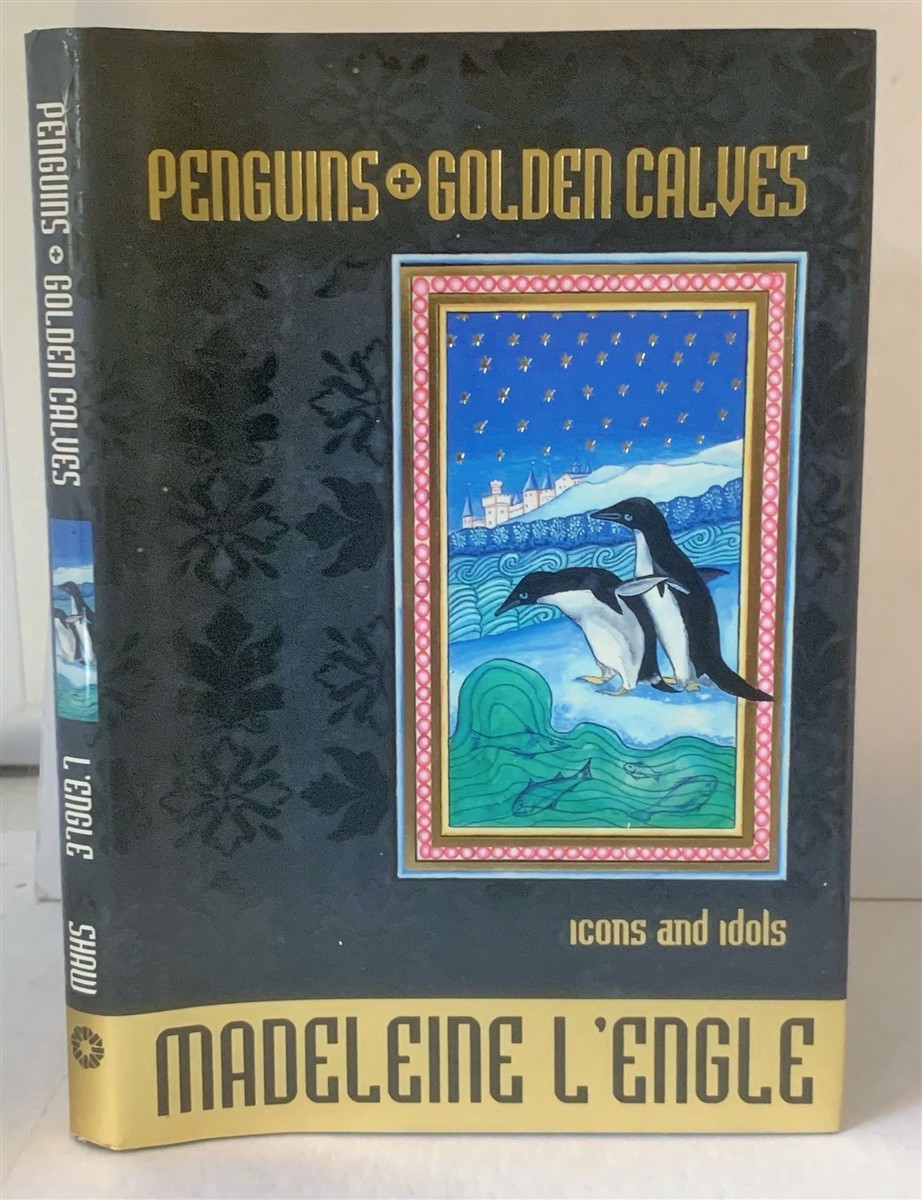 PENGUINS + GOLDEN CALVES
icons and idols
MADELEINE L'ENGLE
PENGUINS + GOLDEN CALVES
L'ENGLE
SHAW